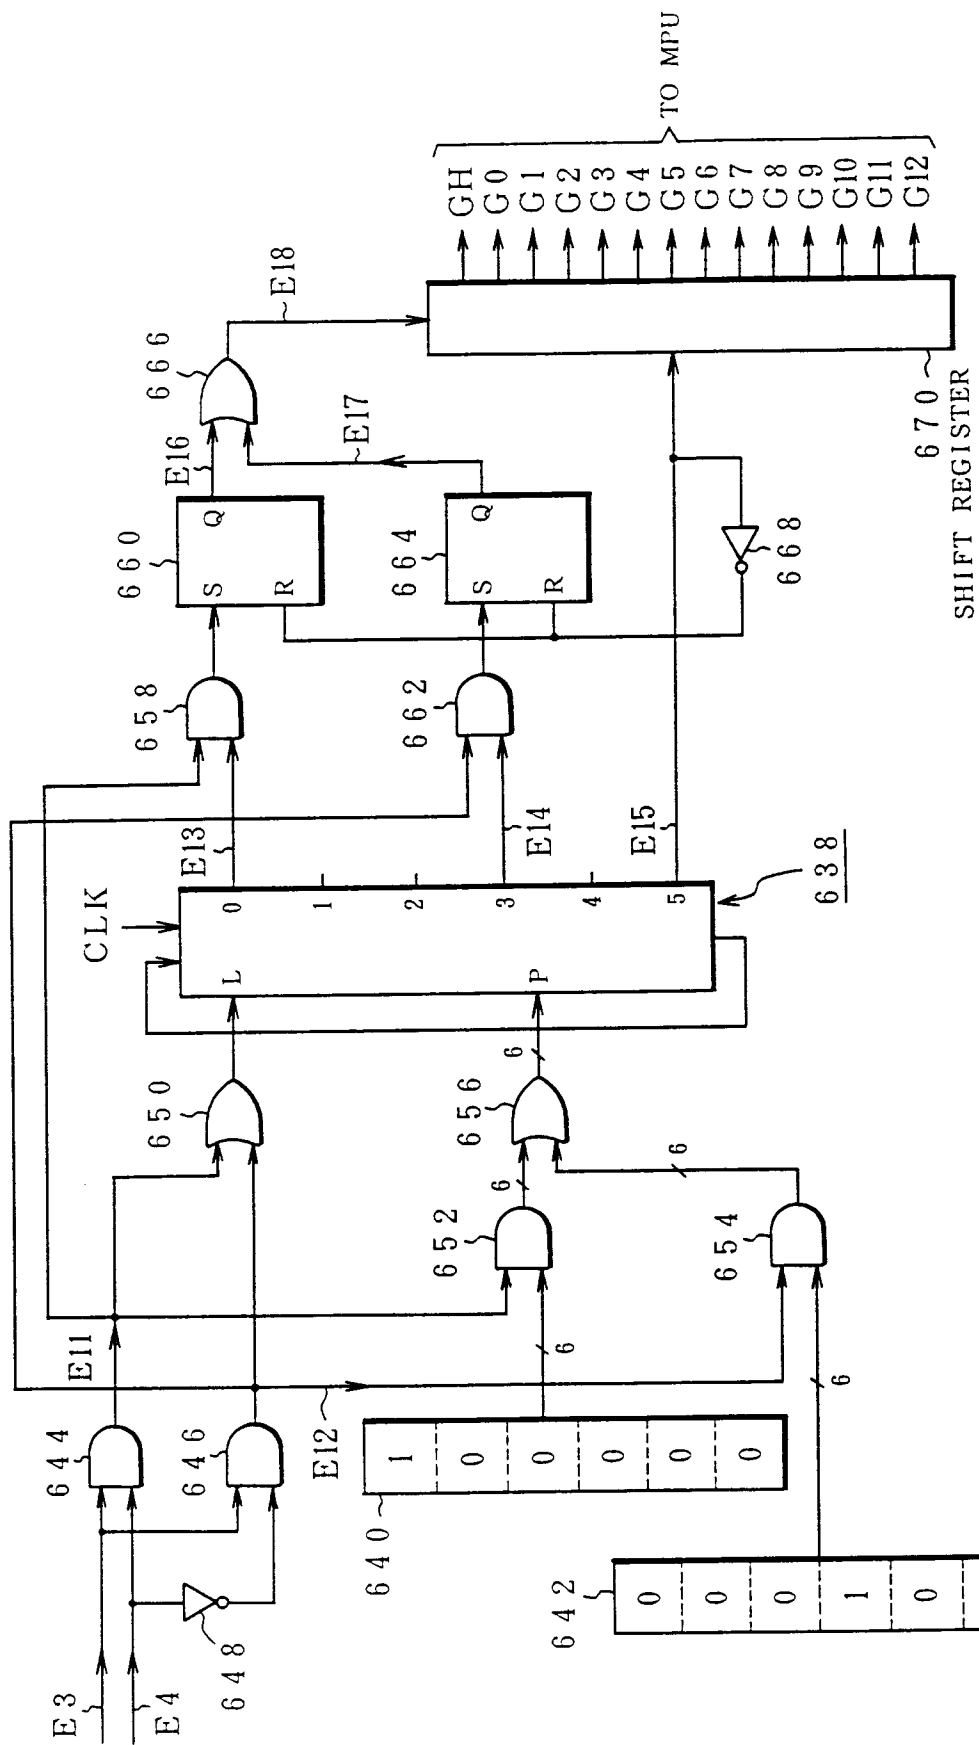 E3
E4
648
644
646
E11
E12
640
1
0
0
0
0
0
642
0
0
0
1
0
650
652
6
6
654
6
6
656
6
CLK
L
P
0
1
2
3
4
5
638
E13
E14
E15
658
662
660
S
R
Q
664
S
R
Q
668
E16
E17
666
E18
670
SHIFT REGISTER
GH
G0
G1
G2
G3
G4
G5
G6
G7
G8
G9
G10
G11
G12
TO MPU